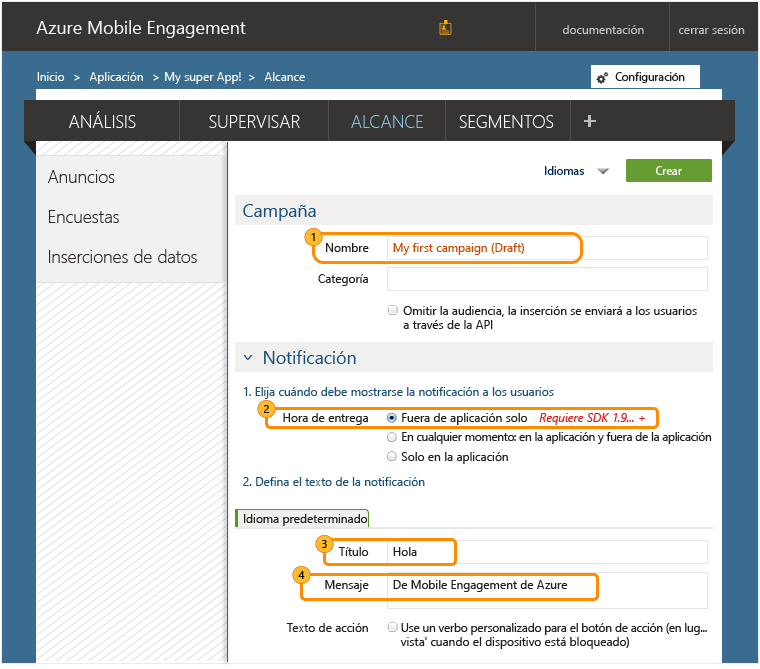 Azure Mobile Engagement
documentación
cerrar sesión
Inicio > Aplicación > My super App! > Alcance
Configuración
ANÁLISIS
SUPERVISAR
ALCANCE
SEGMENTOS
+
Anuncios
Encuestas
Inserciones de datos
Idiomas
Crear
Campaña
1 Nombre My first campaign (Draft)
Categoría
Omitir la audiencia, la inserción se enviará a los usuarios
a través de la API
Notificación
1. Elija cuándo debe mostrarse la notificación a los usuarios
2 Hora de entrega Fuera de aplicación solo Requiere SDK 1.9... +
En cualquier momento: en la aplicación y fuera de la aplicación
Solo en la aplicación
2. Defina el texto de la notificación
Idioma predeterminado
3 Título Hola
4 Mensaje De Mobile Engagement de Azure
Texto de acción Use un verbo personalizado para el botón de acción (en lug...
vista' cuando el dispositivo está bloqueado)